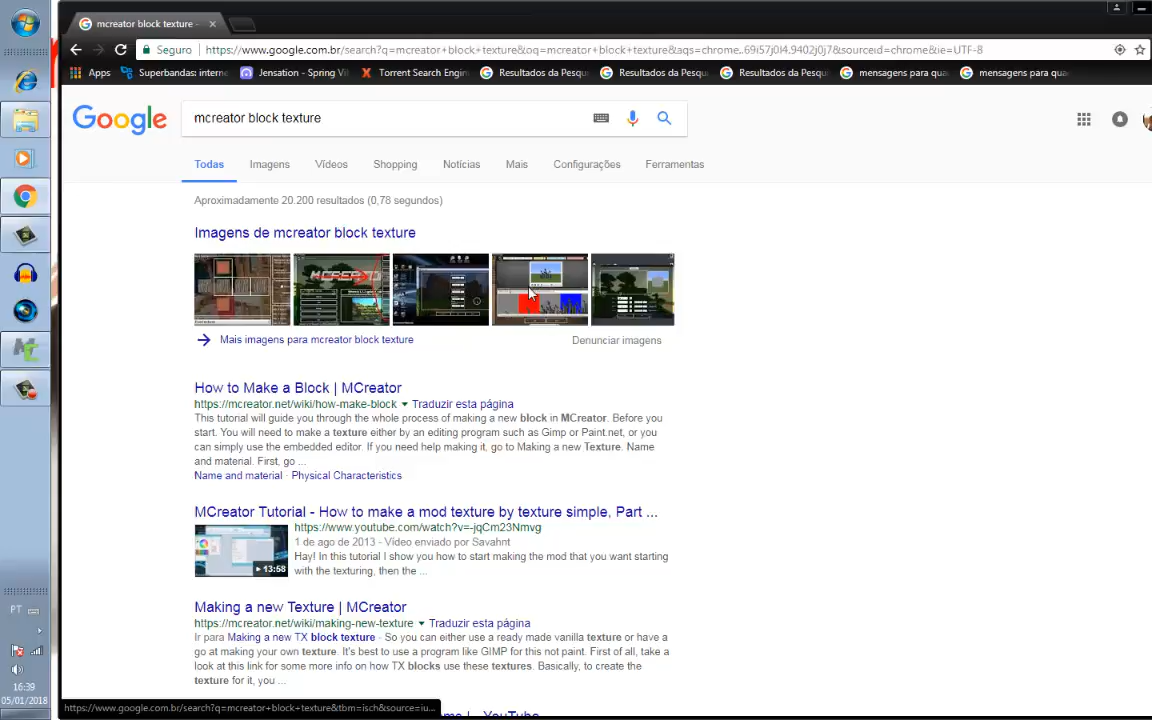 mcreator block texture -
Seguro
https://www.google.com.br/search?q=mcreator+block+texture&oq=mcreator+block+texture&aqs=chrome..69i57j0l4.9402j0j7&sourceid=chrome&ie=UTF-8
Apps Superbandas: interne Jensation - Spring Vi Torrent Search Engin Resultados da Pesqu Resultados da Pesqu Resultados da Pesqu mensagens para qua mensagens para qua
Google mcreator block texture
Todas Imagens Vídeos Shopping Notícias Mais Configurações Ferramentas
Aproximadamente 20.200 resultados (0,78 segundos)
Imagens de mcreator block texture
Mais imagens para mcreator block texture Denunciar imagens
How to Make a Block | MCreator
https://mcreator.net/wiki/how-make-block Traduzir esta página
This tutorial will guide you through the whole process of making a new block in MCreator. Before you
start. You will need to make a texture either by an editing program such as Gimp or Paint.net, or you
can simply use the embedded editor. If you need help making it, go to Making a new Texture. Name
and material. First, go ...
Name and material · Physical Characteristics
MCreator Tutorial - How to make a mod texture by texture simple, Part ...
https://www.youtube.com/watch?v=-jqCm23Nmvg
1 de ago de 2013 - Vídeo enviado por Savahnt
Hay! In this tutorial I show you how to start making the mod that you want starting
with the texturing, then the ...
13:58
Making a new Texture | MCreator
https://mcreator.net/wiki/making-new-texture Traduzir esta página
Ir para Making a new TX block texture - So you can either use a ready made vanilla texture or have a
go at making your own texture. It's best to use a program like GIMP for this not paint. First of all, take a
look at this link for some more info on how TX blocks use these textures. Basically, to create the
texture for it, you ...
YouTube
https://www.google.com.br/search?q=mcreator+block+texture&tbm=isch&source=iu...
PT
16:39
05/01/2018